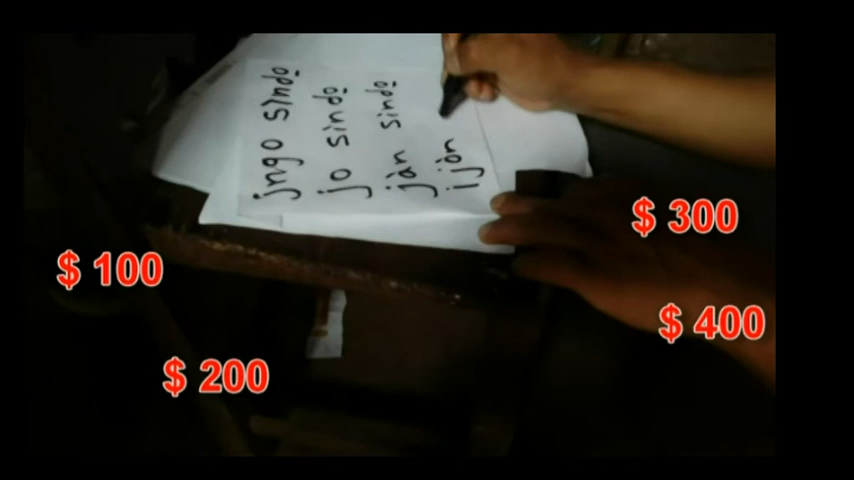 jngo sindo
jo sindo
jàn sindo
ijòn
$ 100
$ 200
$ 300
$ 400